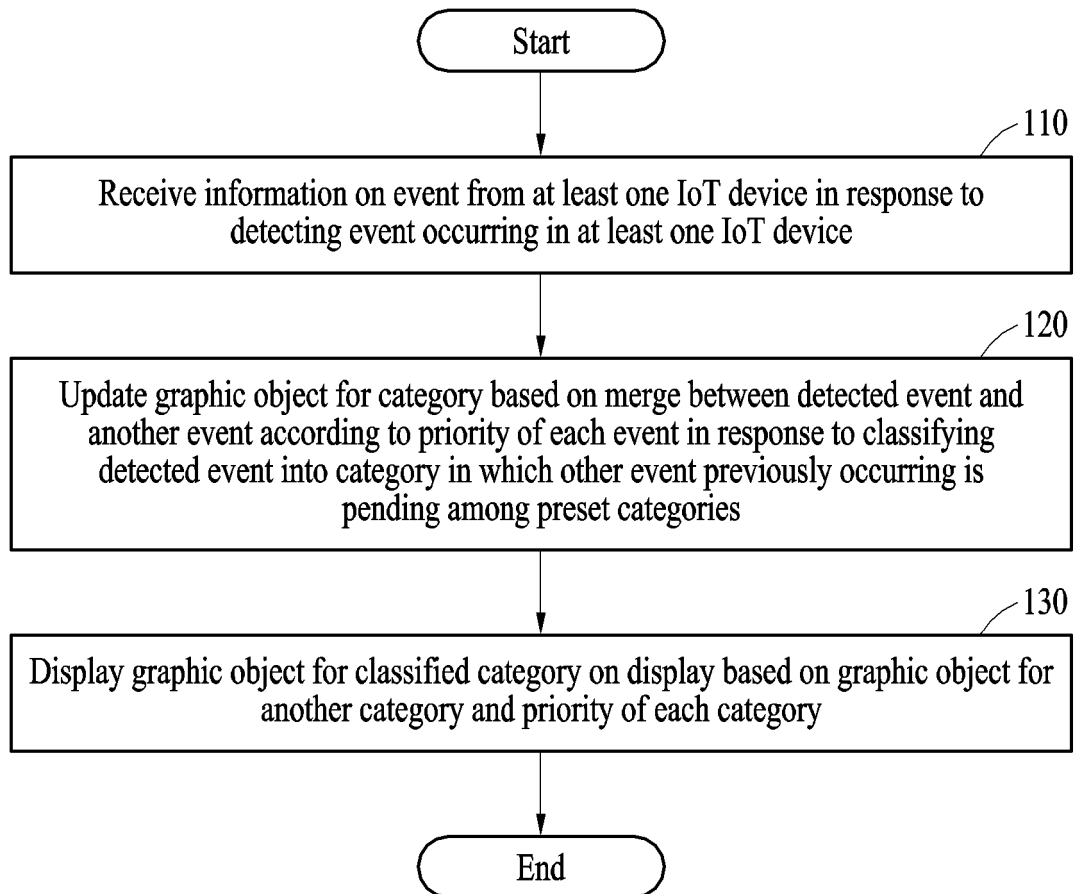 Start
110
Receive information on event from at least one IoT device in response to
detecting event occurring in at least one IoT device
120
Update graphic object for category based on merge between detected event and
another event according to priority of each event in response to classifying
detected event into category in which other event previously occurring is
pending among preset categories
130
Display graphic object for classified category on display based on graphic object for
another category and priority of each category
End